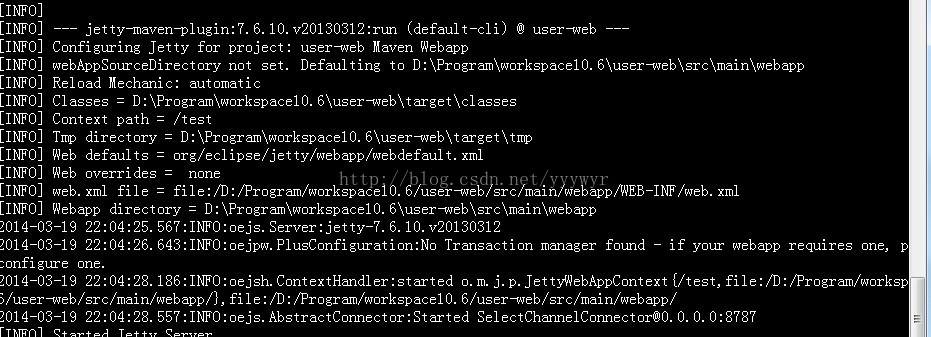 [INFO]
[INFO] --- jetty-maven-plugin:7.6.10.v20130312:run (default-cli) @ user-web ---
[INFO] Configuring Jetty for project: user-web Maven Webapp
[INFO] webAppSourceDirectory not set. Defaulting to D:\Program\workspace10.6\user-web\src\main\webapp
[INFO] Reload Mechanic: automatic
[INFO] Classes = D:\Program\workspace10.6\user-web\target\classes
[INFO] Context path = /test
[INFO] Tmp directory = D:\Program\workspace10.6\user-web\target\tmp
[INFO] Web defaults = org/eclipse/jetty/webapp/webdefault.xml
[INFO] Web overrides =  none
http://blog.csdn.net/yyywyr
[INFO] web.xml file = file:/D:/Program/workspace10.6/user-web/src/main/webapp/WEB-INF/web.xml
[INFO] Webapp directory = D:\Program\workspace10.6\user-web\src\main\webapp
2014-03-19 22:04:25.567:INFO:oejs.Server:jetty-7.6.10.v20130312
2014-03-19 22:04:26.643:INFO:oejpw.PlusConfiguration:No Transaction manager found - if your webapp requires one, p
configure one.
2014-03-19 22:04:28.186:INFO:oejsh.ContextHandler:started o.m.j.p.JettyWebAppContext{/test,file:/D:/Program/worksp
6/user-web/src/main/webapp/},file:/D:/Program/workspace10.6/user-web/src/main/webapp/
2014-03-19 22:04:28.557:INFO:oejs.AbstractConnector:Started SelectChannelConnector@0.0.0.0:8787
[INFO] Started Jetty Server